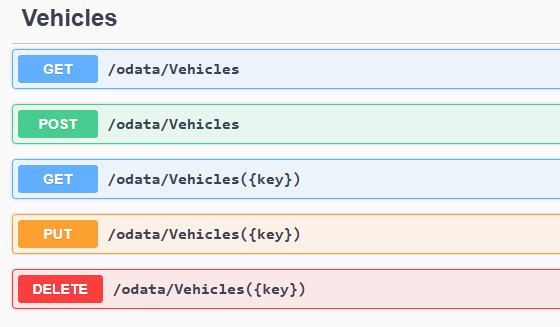 Vehicles
GET /odata/Vehicles
POST /odata/Vehicles
GET /odata/Vehicles({key})
PUT /odata/Vehicles({key})
DELETE /odata/Vehicles({key})